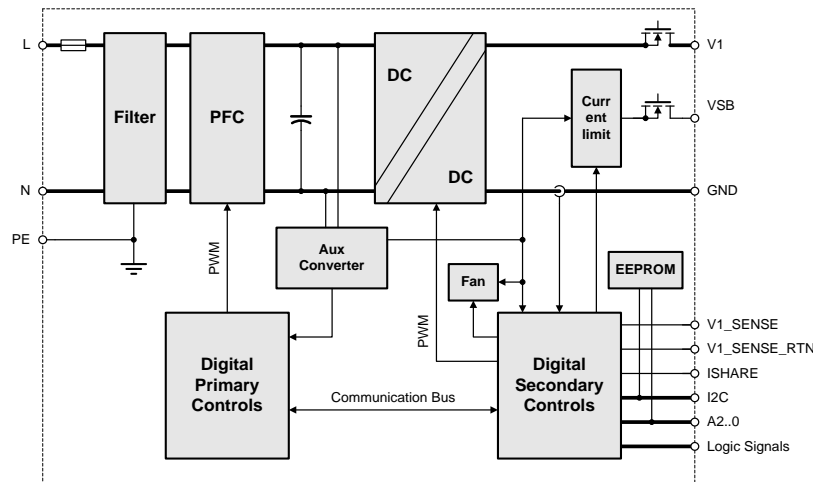 L
V1
DC
Curr
ent
limit
VSB
Filter
PFC
DC
N
GND
PE
PWM
Aux
Converter
EEPROM
Fan
PWM
V1_SENSE
V1_SENSE_RTN
Digital
Primary
Controls
Digital
Secondary
Controls
ISHARE
Communication Bus
I2C
A2..0
Logic Signals